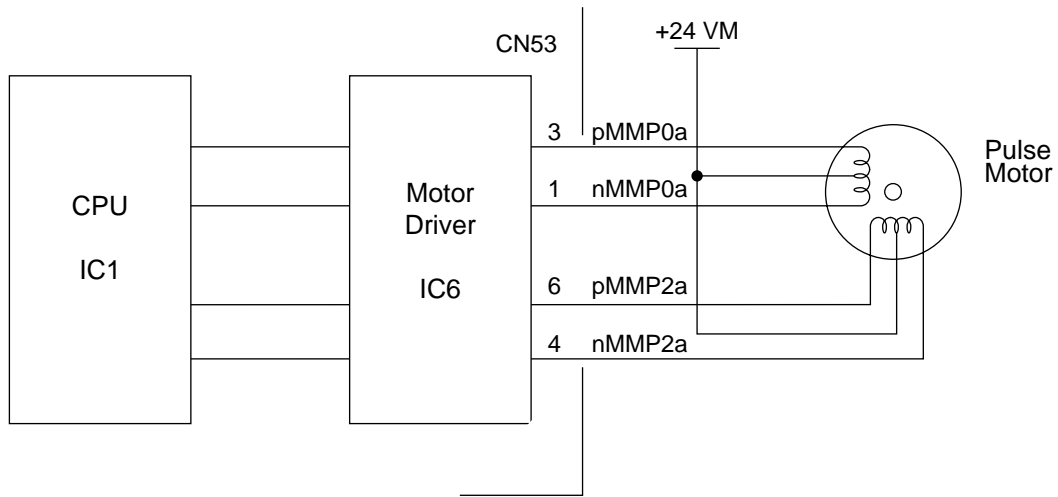 CN53
+24 VM
CPU
IC1
Motor
Driver
IC6
3 pMMP0a
1 nMMP0a
6 pMMP2a
4 nMMP2a
Pulse
Motor